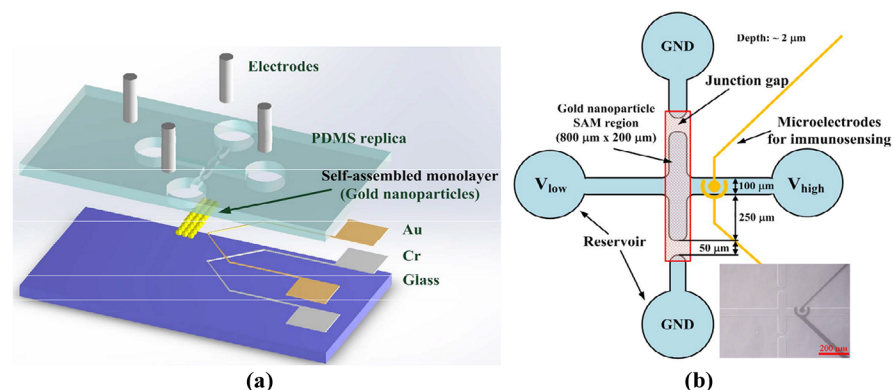 Electrodes
PDMS replica
Self-assembled monolayer
(Gold nanoparticles)
Au
Cr
Glass
(a)
GND
Depth: ~ 2 μm
Junction gap
Gold nanoparticle
SAM region
(800 μm x 200 μm)
Microelectrodes
for immunosensing
Vlow
100 μm
Vhigh
250 μm
Reservoir
50 μm
GND
200 μm
(b)